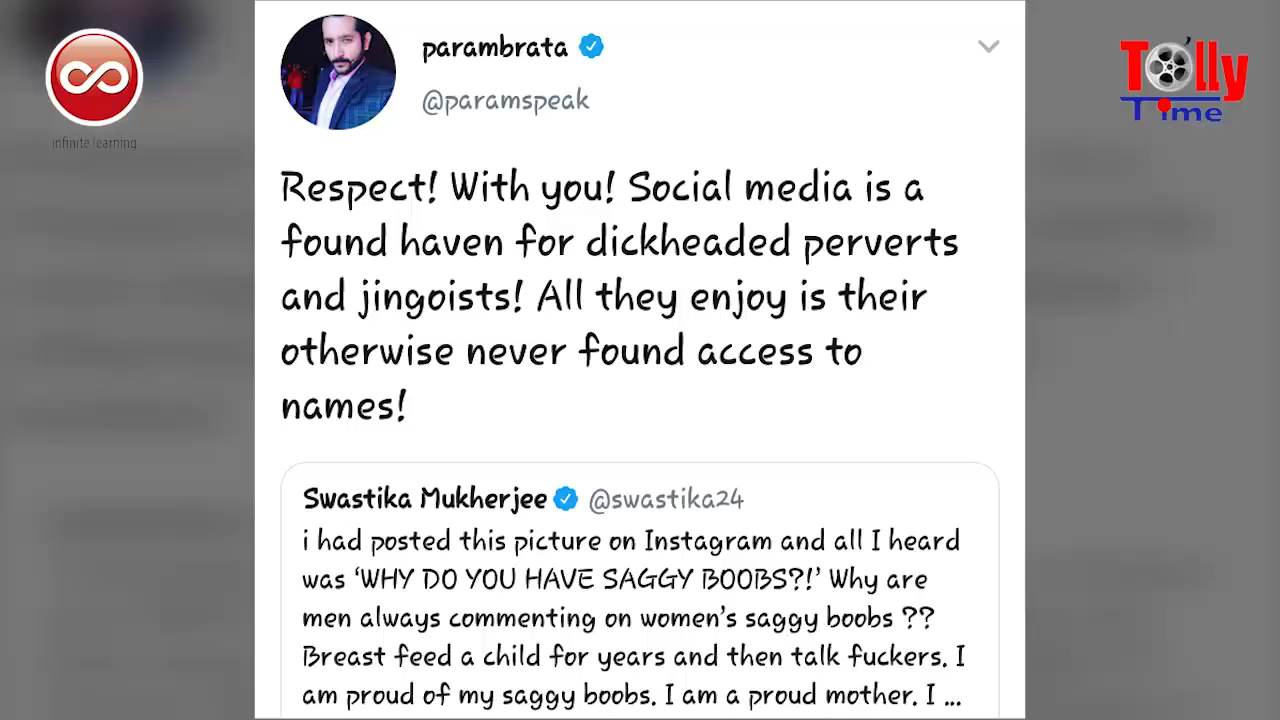 parambrata
@paramspeak
Respect! With you! Social media is a
found haven for dickheaded perverts
and jingoists! All they enjoy is their
otherwise never found access to
names!
Swastika Mukherjee @swastika24
i had posted this picture on Instagram and all I heard
was ‘WHY DO YOU HAVE SAGGY BOOBS?!’ Why are
men always commenting on women’s saggy boobs ??
Breast feed a child for years and then talk fuckers. I
am proud of my saggy boobs. I am a proud mother. I ...
infinite learning
Tolly
Time